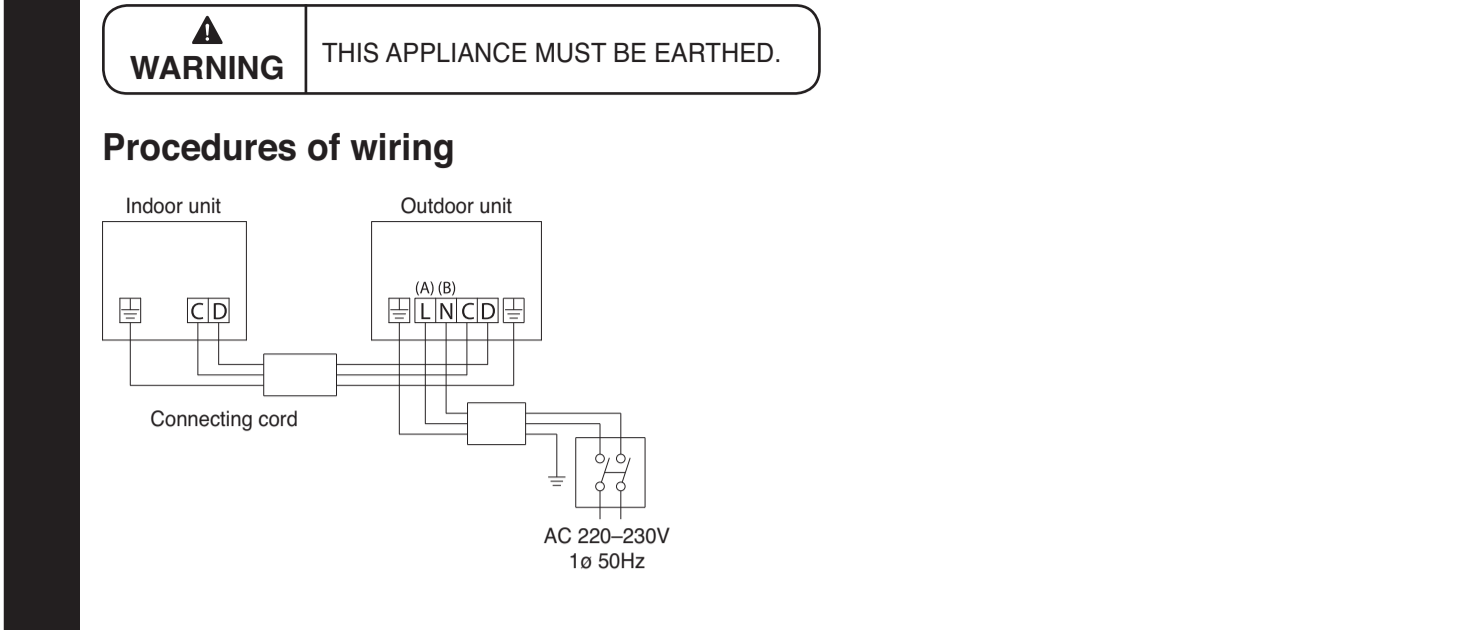 WARNING
THIS APPLIANCE MUST BE EARTHED.
Procedures of wiring
Indoor unit
Outdoor unit
(A) (B)
C D
L N C D
Connecting cord
AC 220–230V
1ø 50Hz